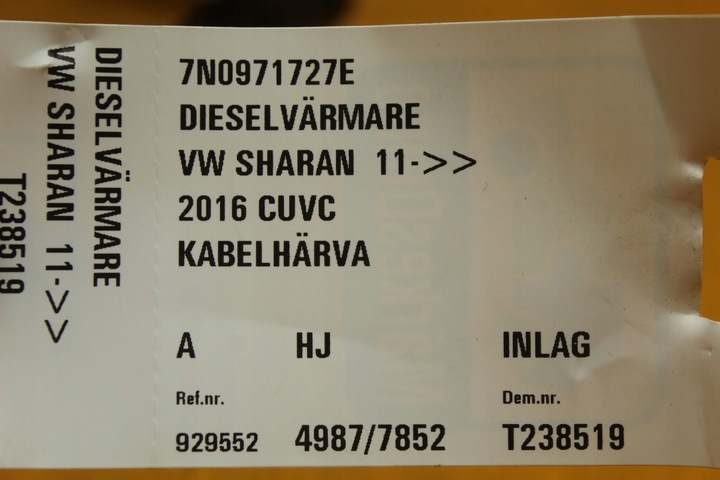 7N0971727E
DIESELVÄRMARE
VW SHARAN 11->>
2016 CUVC
KABELHÄRVA
A HJ INLAG
Ref.nr. Dem.nr.
929552 4987/7852 T238519
DIESELVÄRMARE
VW SHARAN 11->>
T238519